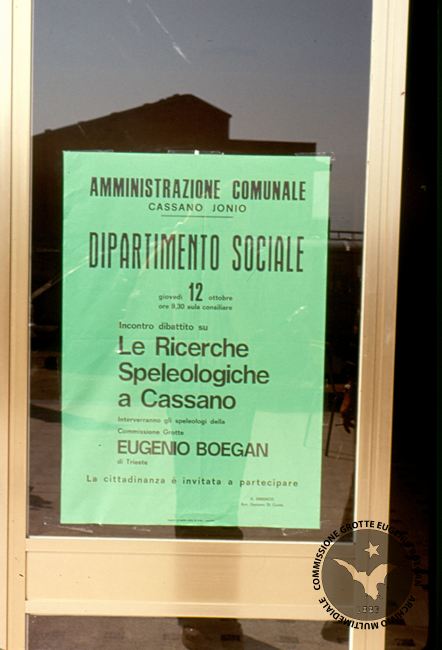 AMMINISTRAZIONE COMUNALE
CASSANO JONIO
DIPARTIMENTO SOCIALE
giovedì 12 ottobre
ore 9,30 aula consiliare
Incontro dibattito su
Le Ricerche
Speleologiche
a Cassano
Interverranno gli speleologi della
Commissione Grotte
EUGENIO BOEGAN
di Trieste
La cittadinanza è invitata a partecipare
IL SINDACO
COMMISSIONE GROTTE
ARCHIVIO MULTIMEDIALE